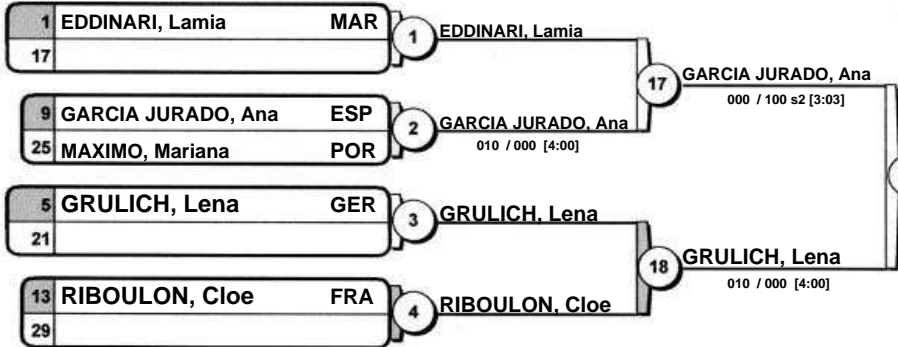 1 EDDINARI, Lamia MAR
17
1
EDDINARI, Lamia
9 GARCIA JURADO, Ana ESP
25 MAXIMO, Mariana POR
2
GARCIA JURADO, Ana
010 / 000 [4:00]
17
GARCIA JURADO, Ana
000 / 100 s2 [3:03]
5 GRULICH, Lena GER
21
3
GRULICH, Lena
13 RIBOULON, Cloe FRA
29
4
RIBOULON, Cloe
18
GRULICH, Lena
010 / 000 [4:00]